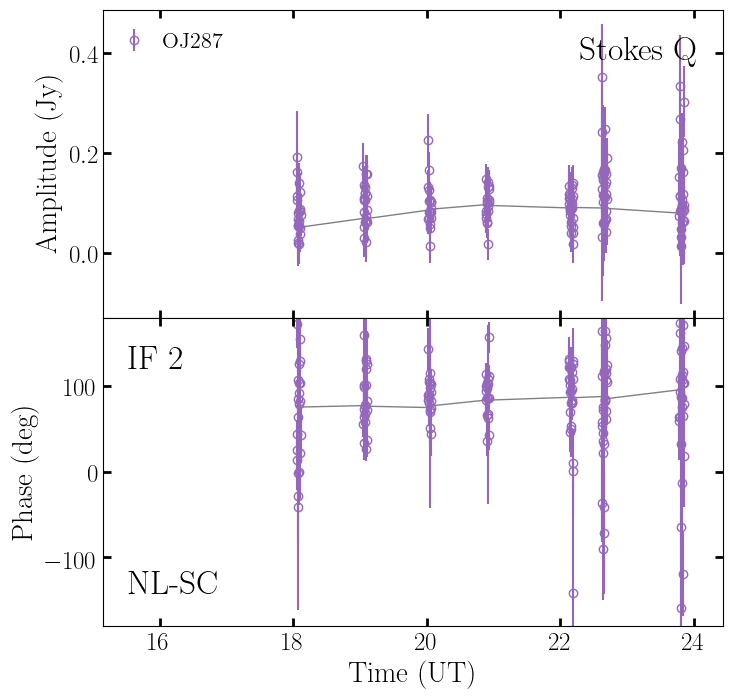 OJ287
Stokes Q
Amplitude (Jy)
0.4
0.2
0.0
IF 2
Phase (deg)
100
0
−100
NL-SC
16 18 20 22 24
Time (UT)